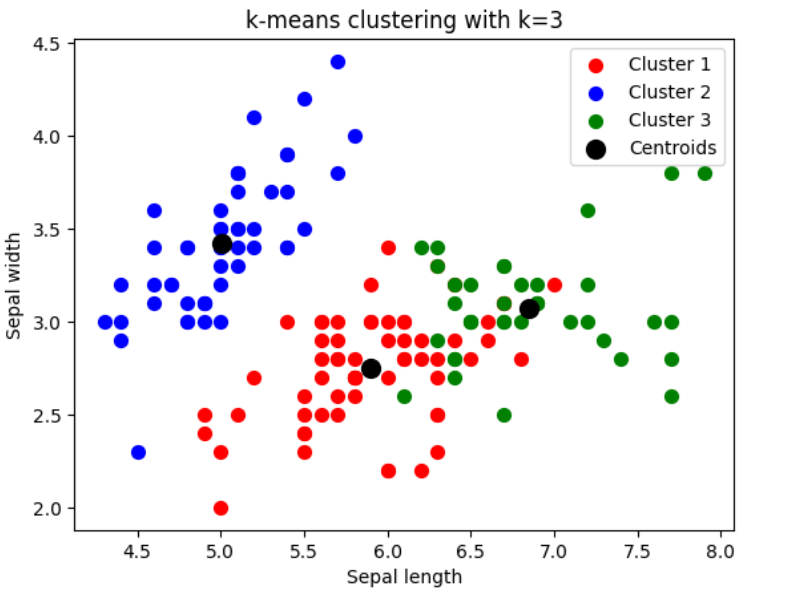 k-means clustering with k=3
4.5
4.0
3.5
3.0
2.5
2.0
Sepal width
Cluster 1
Cluster 2
Cluster 3
Centroids
4.5 5.0 5.5 6.0 6.5 7.0 7.5 8.0
Sepal length